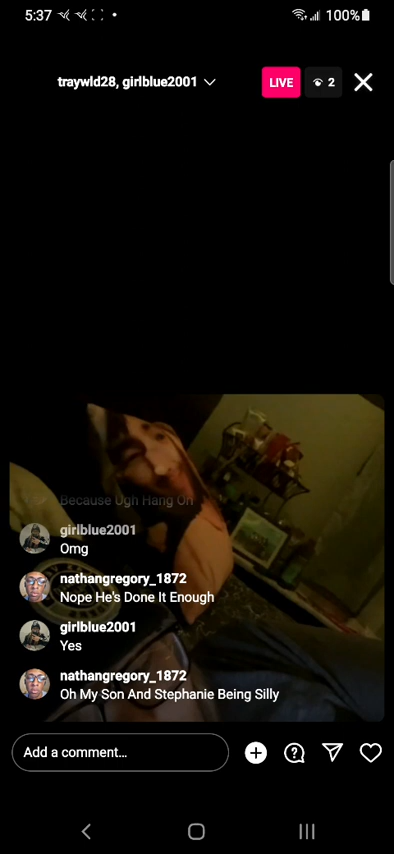 5:37
100%
traywld28, girlblue2001
LIVE
2
Because Ugh Hang On
girlblue2001
Omg
nathangregory_1872
Nope He's Done It Enough
girlblue2001
Yes
nathangregory_1872
Oh My Son And Stephanie Being Silly
Add a comment...